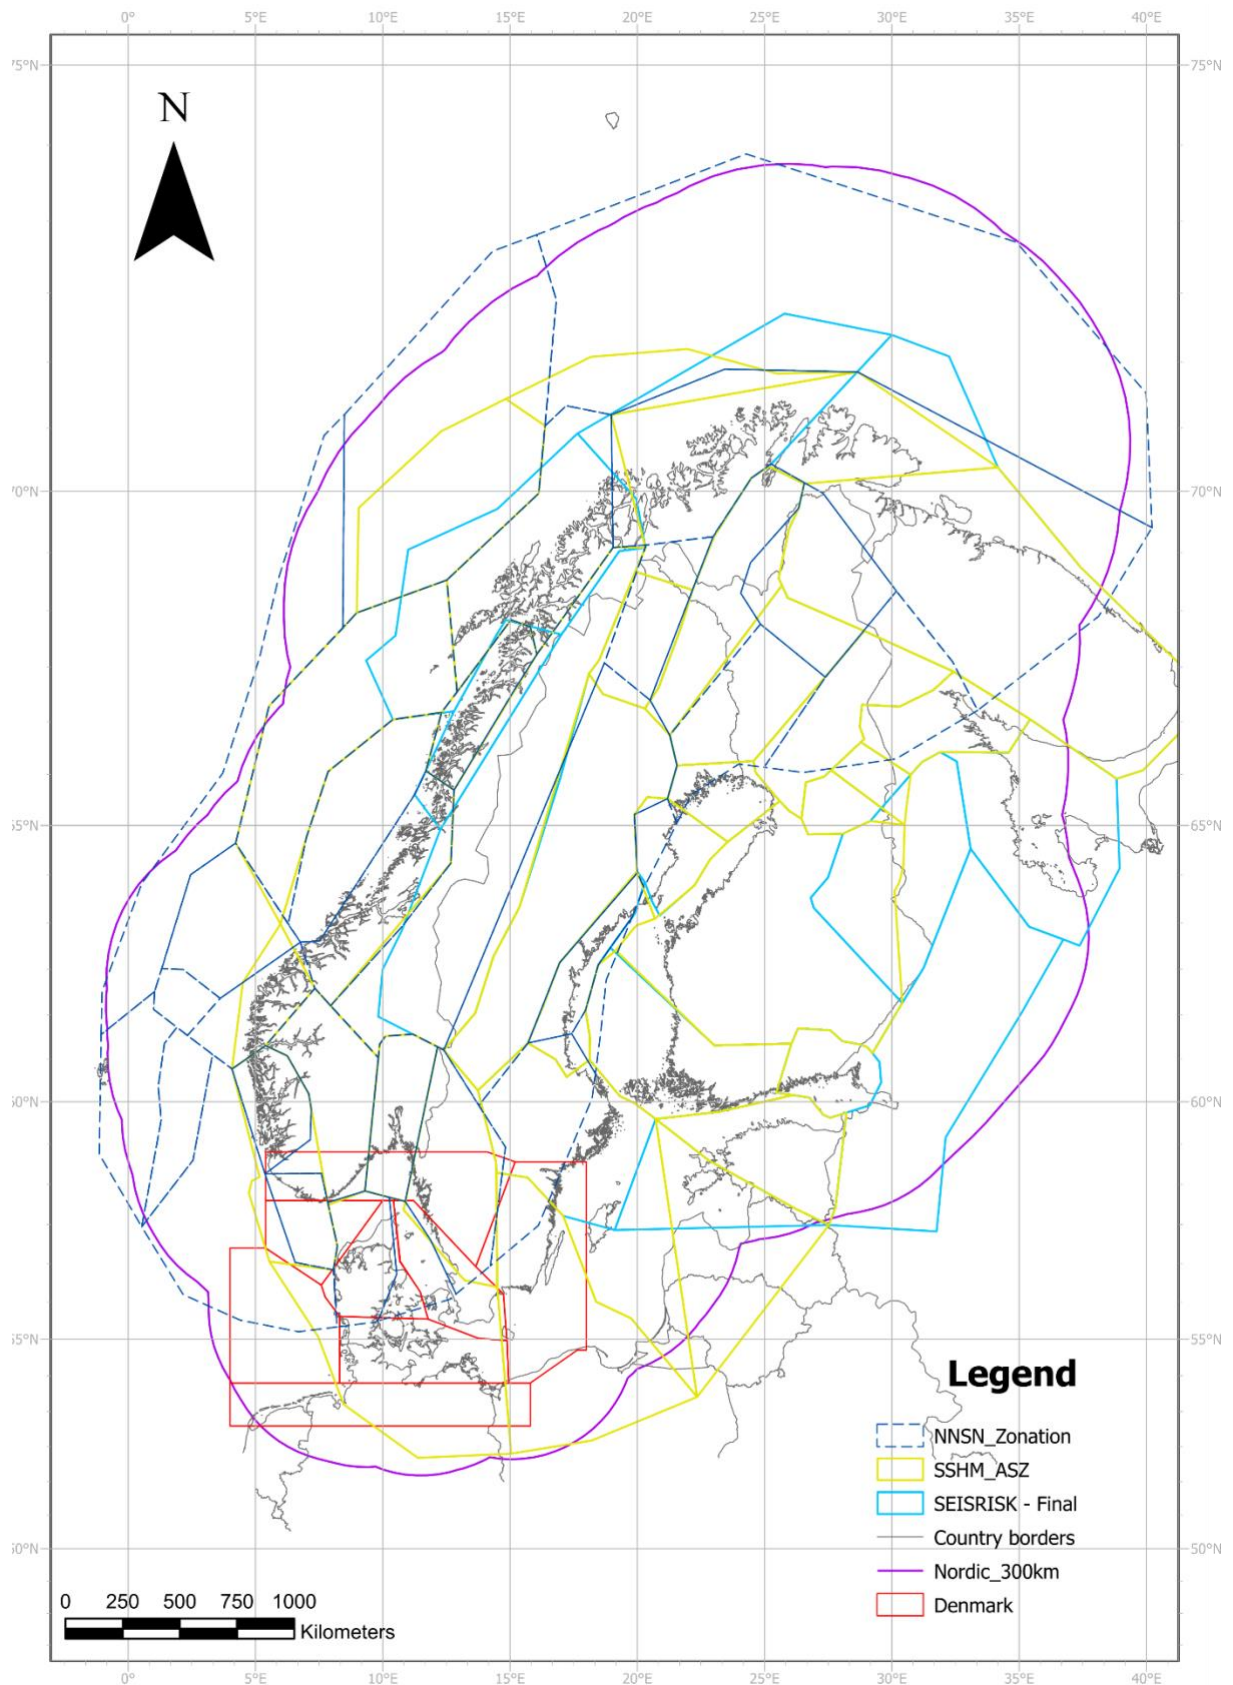 0° 5°E 10°E 15°E 20°E 25°E 30°E 35°E 40°E
75°N 75°N
N
70°N 70°N
65°N 65°N
60°N 60°N
55°N 55°N
Legend
NNSN_Zonation
SSHM_ASZ
SEISRISK - Final
Country borders
Nordic_300km
Denmark
50°N 50°N
0 250 500 750 1000
Kilometers
0° 5°E 10°E 15°E 20°E 25°E 30°E 35°E 40°E